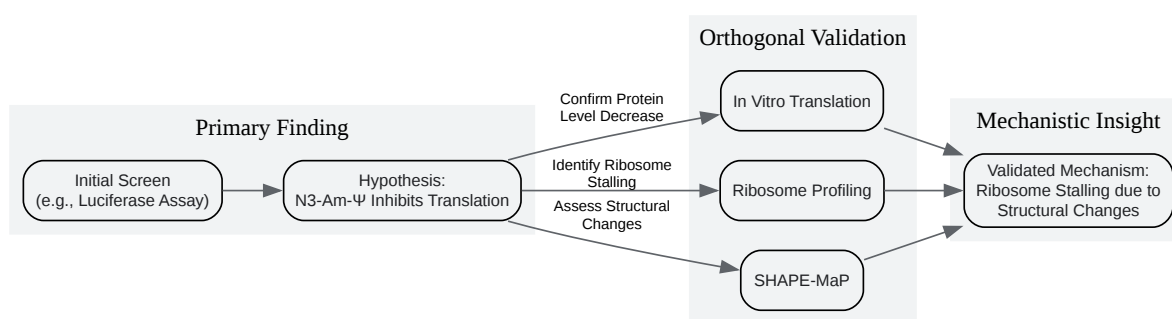 Primary Finding
Initial Screen
(e.g., Luciferase Assay)
Hypothesis:
N3-Am-Ψ Inhibits Translation
Confirm Protein
Level Decrease
Identify Ribosome
Stalling
Assess Structural
Changes
Orthogonal Validation
In Vitro Translation
Ribosome Profiling
SHAPE-MaP
Mechanistic Insight
Validated Mechanism:
Ribosome Stalling due to
Structural Changes